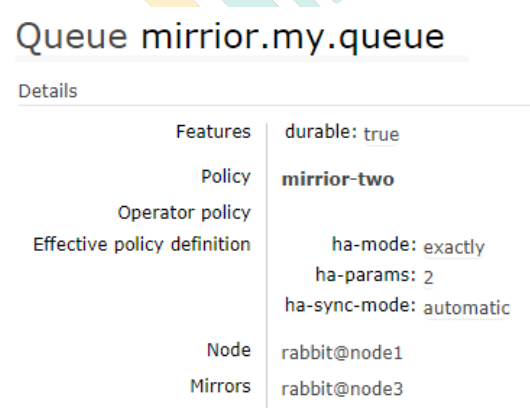 Queue mirrior.my.queue
Details
Features durable: true
Policy mirrior-two
Operator policy
Effective policy definition ha-mode: exactly
ha-params: 2
ha-sync-mode: automatic
Node rabbit@node1
Mirrors rabbit@node3